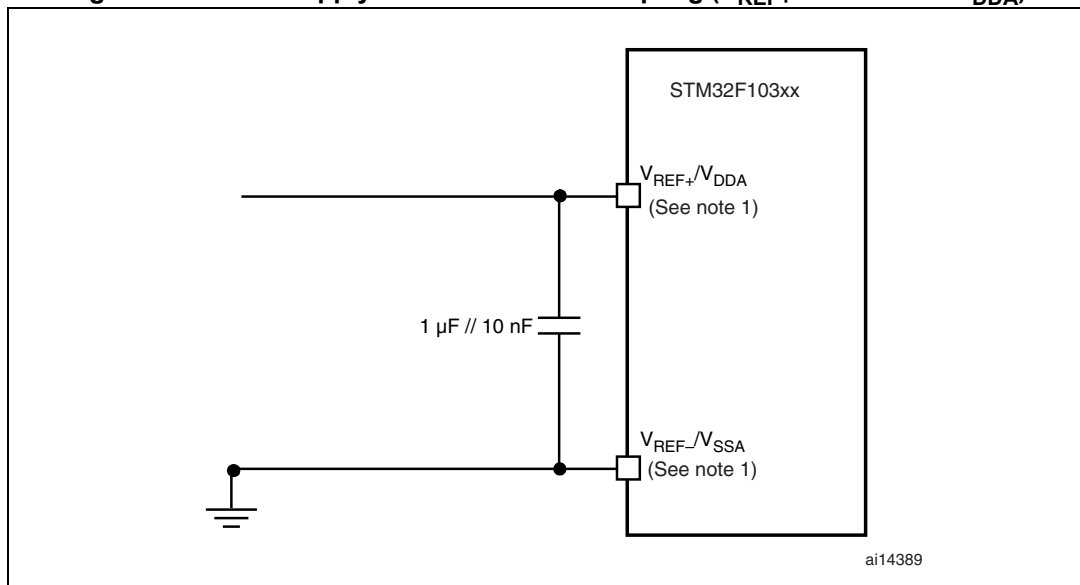 STM32F103xx
VREF+/VDDA
(See note 1)
1 µF // 10 nF
VREF–/VSSA
(See note 1)
ai14389